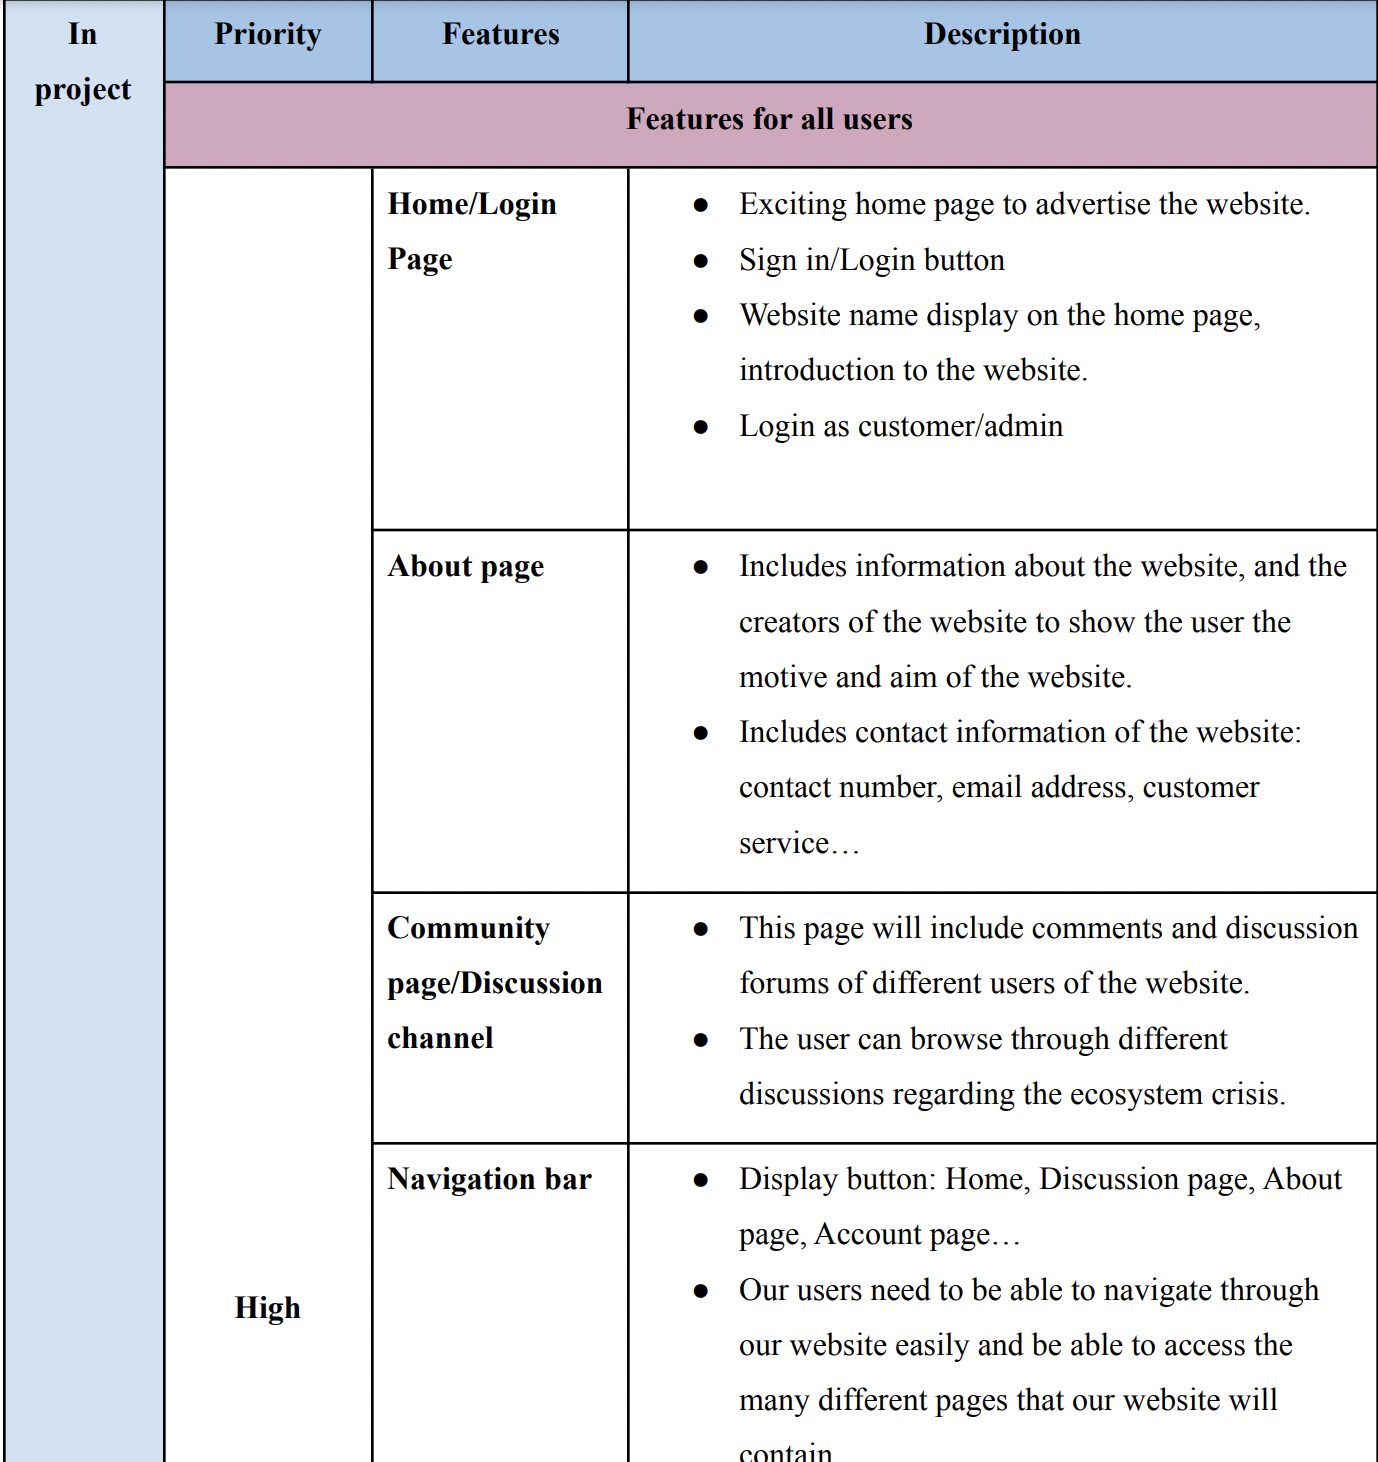 In
project
Priority
Features
Description
Features for all users
High
Home/Login
Page
● Exciting home page to advertise the website.
● Sign in/Login button
● Website name display on the home page,
introduction to the website.
● Login as customer/admin
About page
● Includes information about the website, and the
creators of the website to show the user the
motive and aim of the website.
● Includes contact information of the website:
contact number, email address, customer
service…
Community
page/Discussion
channel
● This page will include comments and discussion
forums of different users of the website.
● The user can browse through different
discussions regarding the ecosystem crisis.
Navigation bar
● Display button: Home, Discussion page, About
page, Account page…
● Our users need to be able to navigate through
our website easily and be able to access the
many different pages that our website will
contain